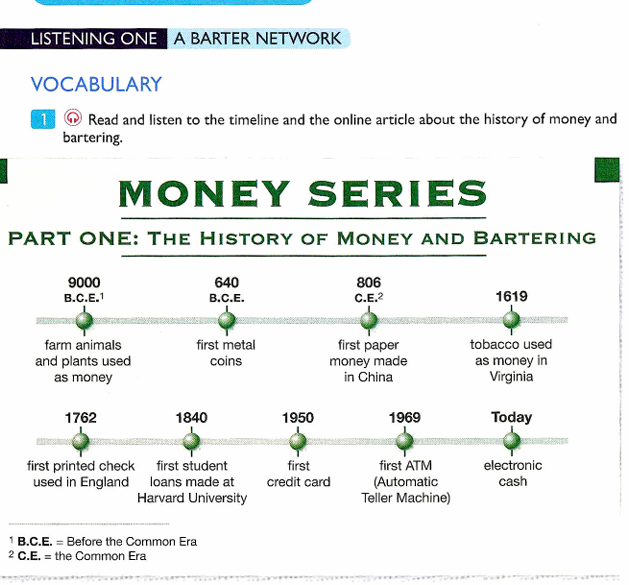 LISTENING ONE A BARTER NETWORK
VOCABULARY
1 Read and listen to the timeline and the online article about the history of money and
bartering.
MONEY SERIES
PART ONE: THE HISTORY OF MONEY AND BARTERING
9000
B.C.E.¹
farm animals
and plants used
as money
640
B.C.E.
first metal
coins
806
C.E.²
first paper
money made
in China
1619
tobacco used
as money in
Virginia
1762
first printed check
used in England
1840
first student
loans made at
Harvard University
1950
first
credit card
1969
first ATM
(Automatic
Teller Machine)
Today
electronic
cash
¹ B.C.E. = Before the Common Era
² C.E. = the Common Era